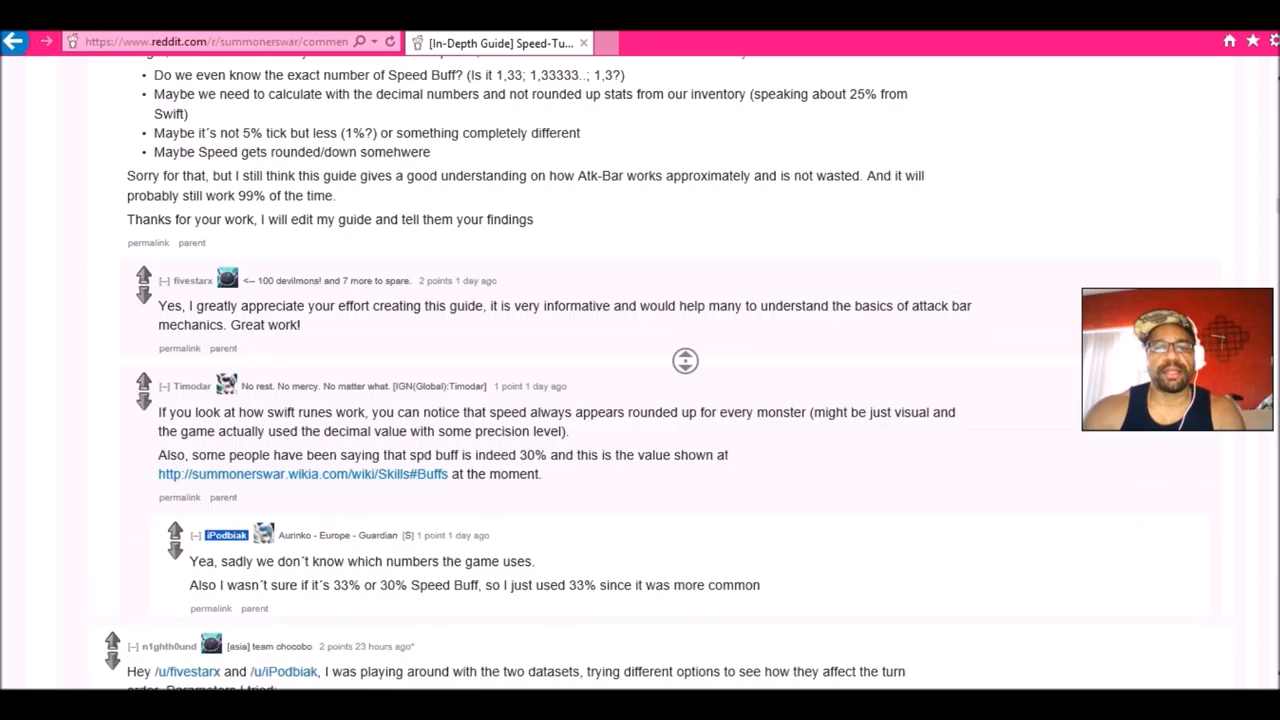 https://www.reddit.com/r/summonerswar/commen
[In-Depth Guide] Speed-Tu...
• Do we even know the exact number of Speed Buff? (Is it 1,33; 1,33333..; 1,3?)
• Maybe we need to calculate with the decimal numbers and not rounded up stats from our inventory (speaking about 25% from
Swift)
• Maybe it´s not 5% tick but less (1%?) or something completely different
• Maybe Speed gets rounded/down somehwere
Sorry for that, but I still think this guide gives a good understanding on how Atk-Bar works approximately and is not wasted. And it will
probably still work 99% of the time.
Thanks for your work, I will edit my guide and tell them your findings
permalink parent
[–] fivestarx <-- 100 devilmons! and 7 more to spare. 2 points 1 day ago
Yes, I greatly appreciate your effort creating this guide, it is very informative and would help many to understand the basics of attack bar
mechanics. Great work!
permalink parent
[–] Timodar No rest. No mercy. No matter what. [IGN(Global):Timodar] 1 point 1 day ago
If you look at how swift runes work, you can notice that speed always appears rounded up for every monster (might be just visual and
the game actually used the decimal value with some precision level).
Also, some people have been saying that spd buff is indeed 30% and this is the value shown at
http://summonerswar.wikia.com/wiki/Skills#Buffs at the moment.
permalink parent
[–] iPodbiak Aurinko - Europe - Guardian [S] 1 point 1 day ago
Yea, sadly we don´t know which numbers the game uses.
Also I wasn´t sure if it´s 33% or 30% Speed Buff, so I just used 33% since it was more common
permalink parent
[–] n1ghth0und [asia] team chocobo 2 points 23 hours ago*
Hey /u/fivestarx and /u/iPodbiak, I was playing around with the two datasets, trying different options to see how they affect the turn